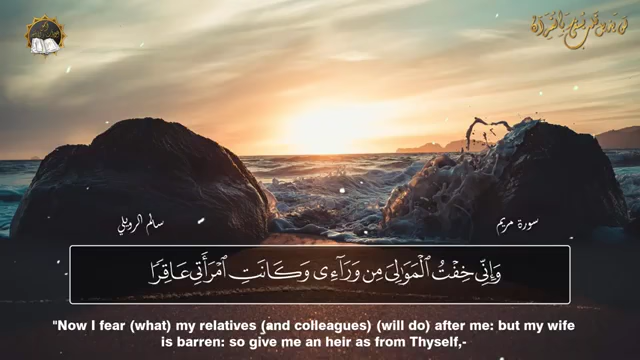 سورة مريم
سالم الرويلي
وَإِنِّى خِفْتُ ٱلْمَوَٰلِىَ مِن وَرَآءِى وَكَانَتِ ٱمْرَأَتِى عَاقِرًا
"Now I fear (what) my relatives (and colleagues) (will do) after me: but my wife
is barren: so give me an heir as from Thyself,-